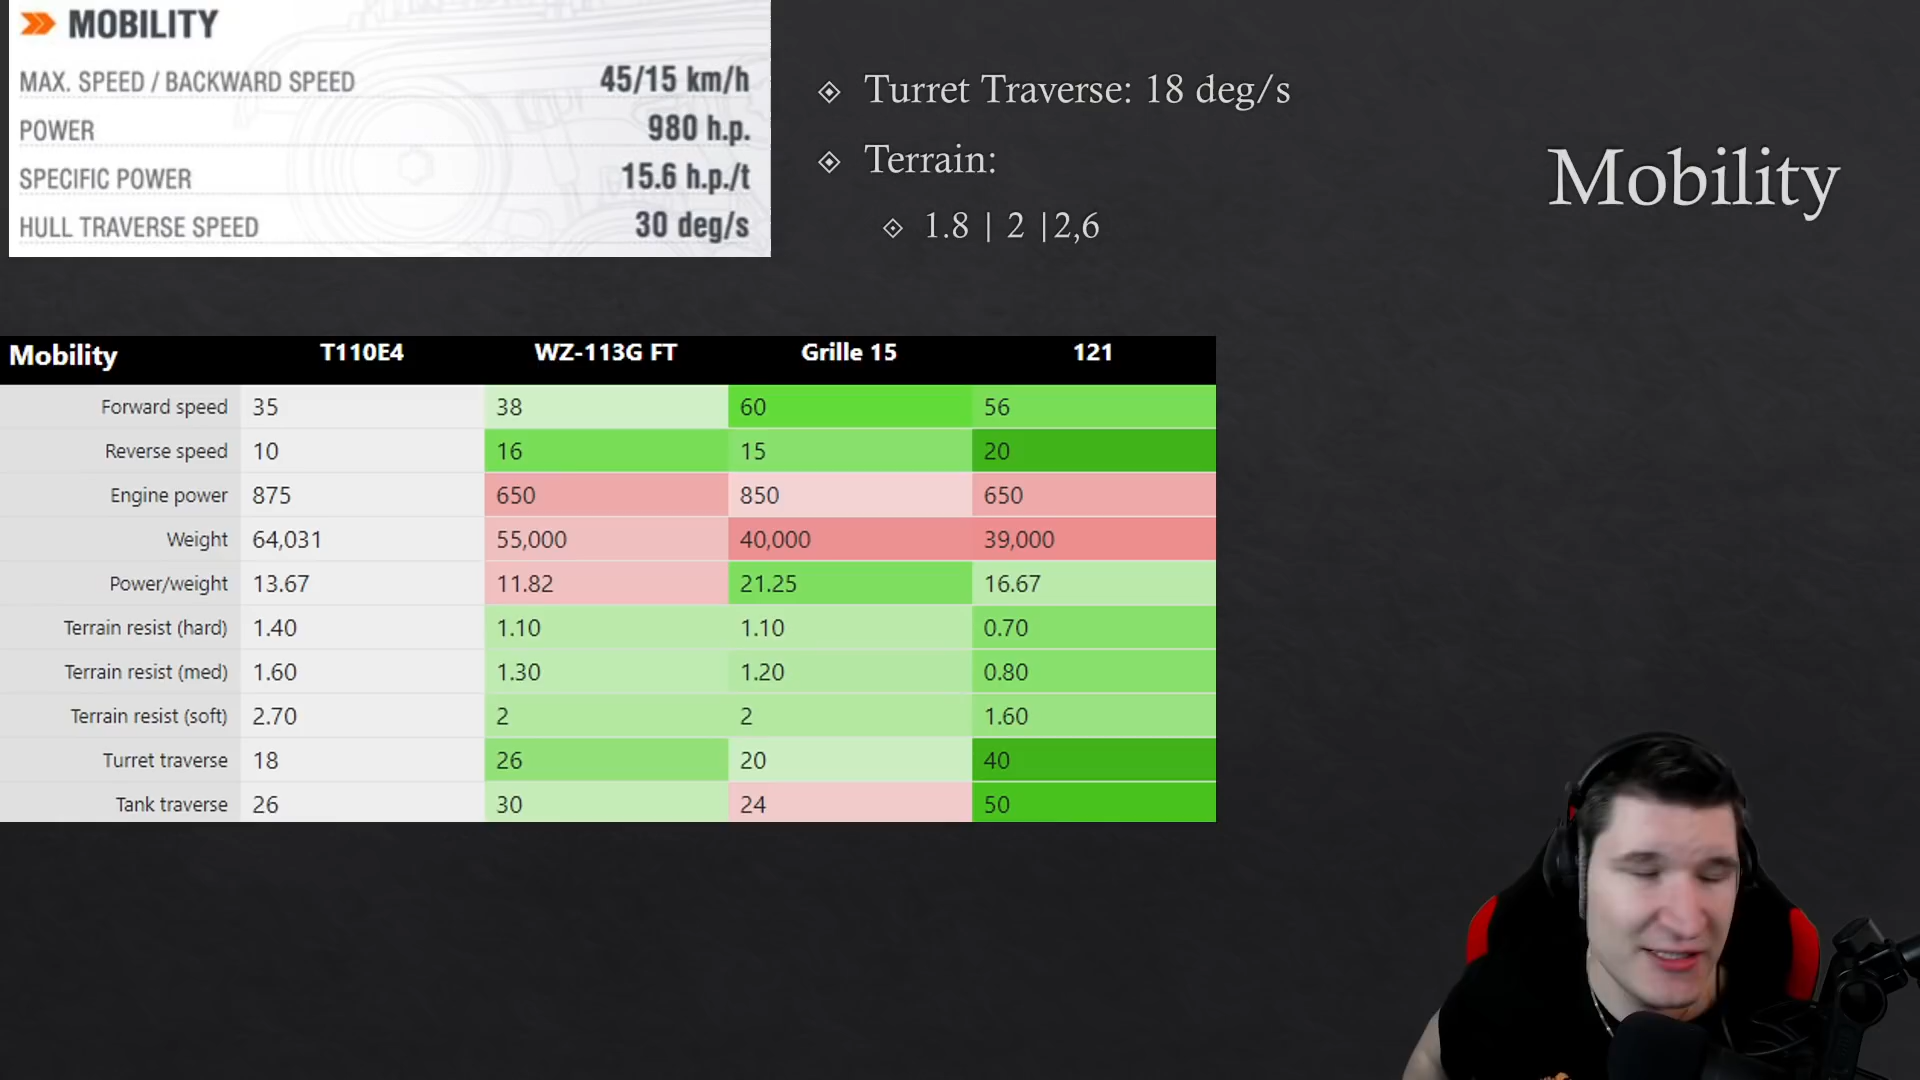 MOBILITY
MAX. SPEED / BACKWARD SPEED 45/15 km/h
POWER 980 h.p.
SPECIFIC POWER 15.6 h.p./t
HULL TRAVERSE SPEED 30 deg/s
Turret Traverse: 18 deg/s
Terrain:
1.8 | 2 |2,6
Mobility
Mobility T110E4 WZ-113G FT Grille 15 121
Forward speed 35 38 60 56
Reverse speed 10 16 15 20
Engine power 875 650 850 650
Weight 64,031 55,000 40,000 39,000
Power/weight 13.67 11.82 21.25 16.67
Terrain resist (hard) 1.40 1.10 1.10 0.70
Terrain resist (med) 1.60 1.30 1.20 0.80
Terrain resist (soft) 2.70 2 2 1.60
Turret traverse 18 26 20 40
Tank traverse 26 30 24 50